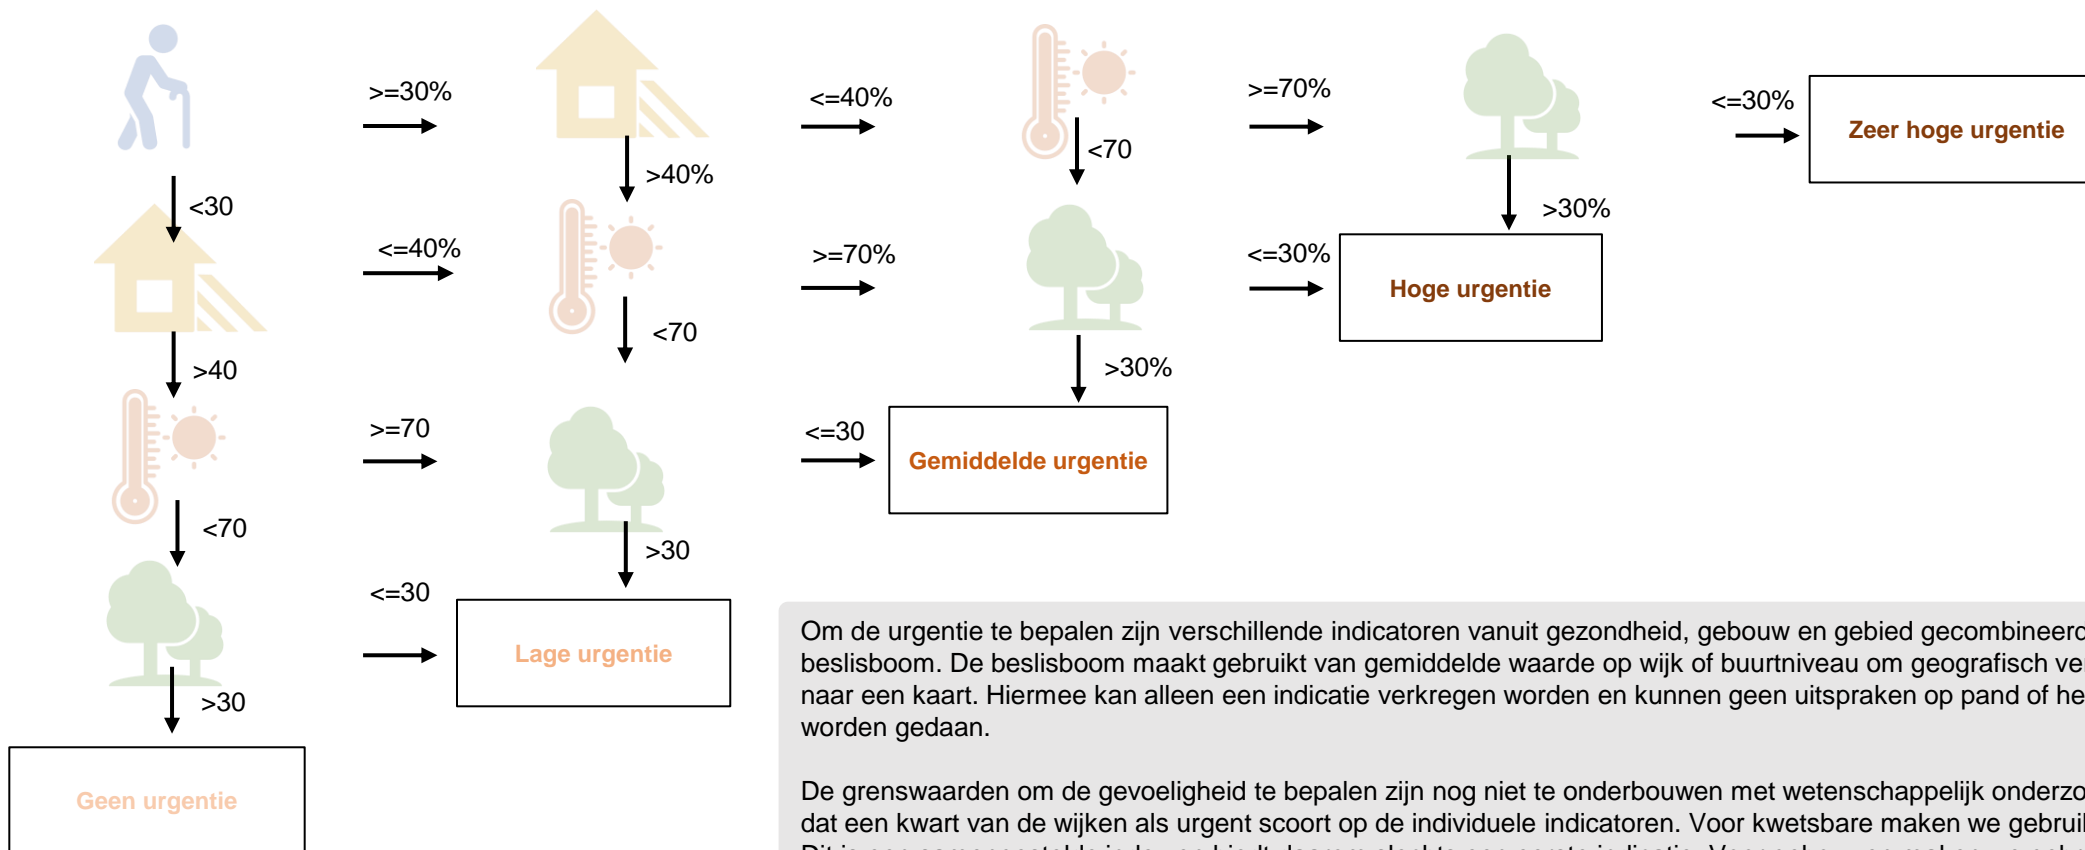 >=30%
<=40%
>=70%
<=30%
Zeer hoge urgentie
<30
>40%
<70
>30%
<=40%
>=70%
<=30%
Hoge urgentie
>40
<70
>30%
>=70
<=30
Gemiddelde urgentie
<70
>30
<=30
Lage urgentie
>30
Geen urgentie
Om de urgentie te bepalen zijn verschillende indicatoren vanuit gezondheid, gebouw en gebied
beslisboom. De beslisboom maakt gebruikt van gemiddelde waarde op wijk of buurtniveau om geografisch
naar een kaart. Hiermee kan alleen een indicatie verkregen worden en kunnen geen uitspraken op pand of
worden gedaan.
De grenswaarden om de gevoeligheid te bepalen zijn nog niet te onderbouwen met wetenschappelijk
dat een kwart van de wijken als urgent scoort op de individuele indicatoren. Voor kwetsbare maken we